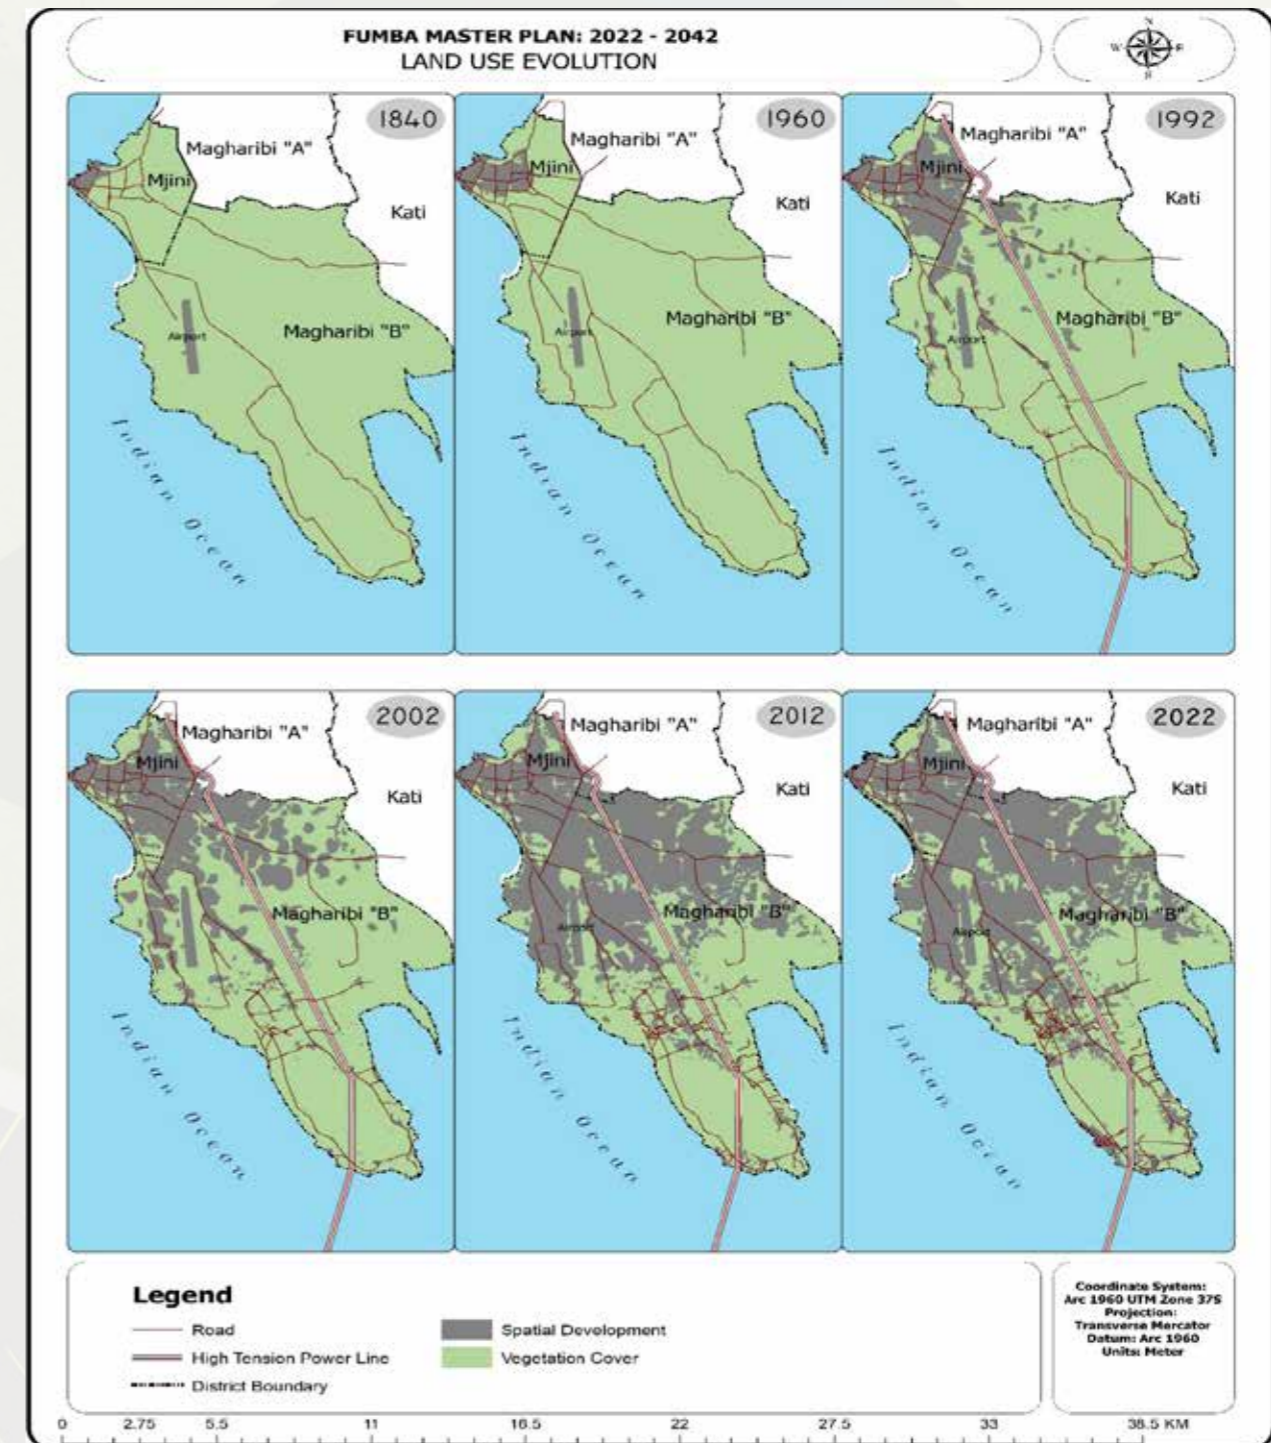 FUMBA MASTER PLAN: 2022 - 2042
LAND USE EVOLUTION
N
W
E
S
1840
Magharibi "A"
Mjini
Kati
Airport
Magharibi "B"
Indian Ocean
1960
Magharibi "A"
Mjini
Kati
Airport
Magharibi "B"
Indian Ocean
1992
Magharibi "A"
Mjini
Kati
Airport
Magharibi "B"
Indian Ocean
2002
Magharibi "A"
Mjini
Kati
Magharibi "B"
Indian Ocean
2012
Magharibi "A"
Mjini
Kati
Magharibi "B"
Airport
Indian Ocean
2022
Magharibi "A"
Mjini
Kati
Magharibi "B"
Airport
Indian Ocean
Legend
Road
High Tension Power Line
District Boundary
Spatial Development
Vegetation Cover
Coordinate System:
Arc 1960 UTM Zone 37S
Projection:
Transverse Mercator
Datum: Arc 1960
Units: Meter
0 2.75 5.5 11 16.5 22 27.5 33 38.5 KM